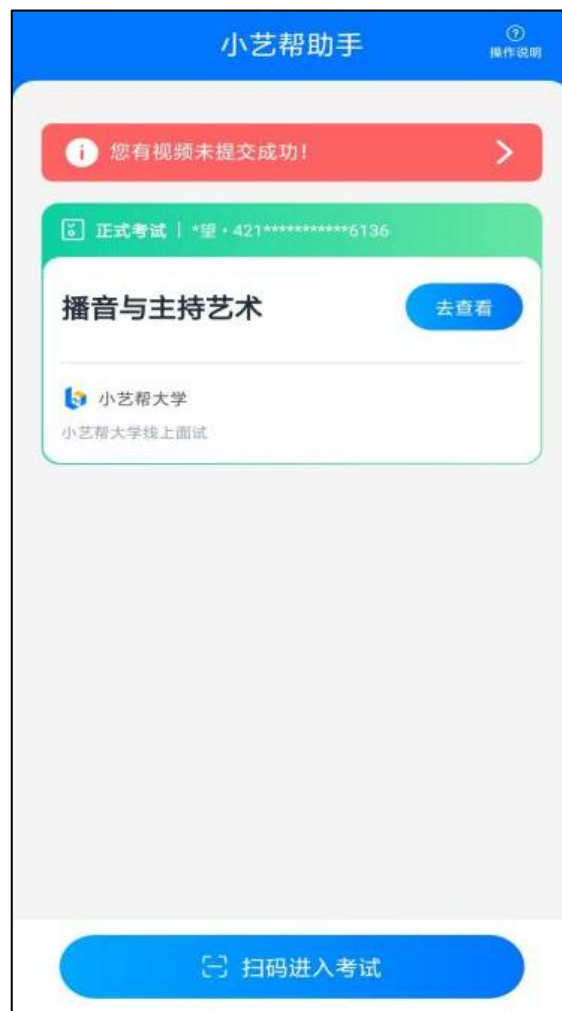 小艺帮助手
操作说明
您有视频未提交成功!
正式考试 | *望·421***********6136
播音与主持艺术
去查看
小艺帮大学
小艺帮大学线上面试
扫码进入考试